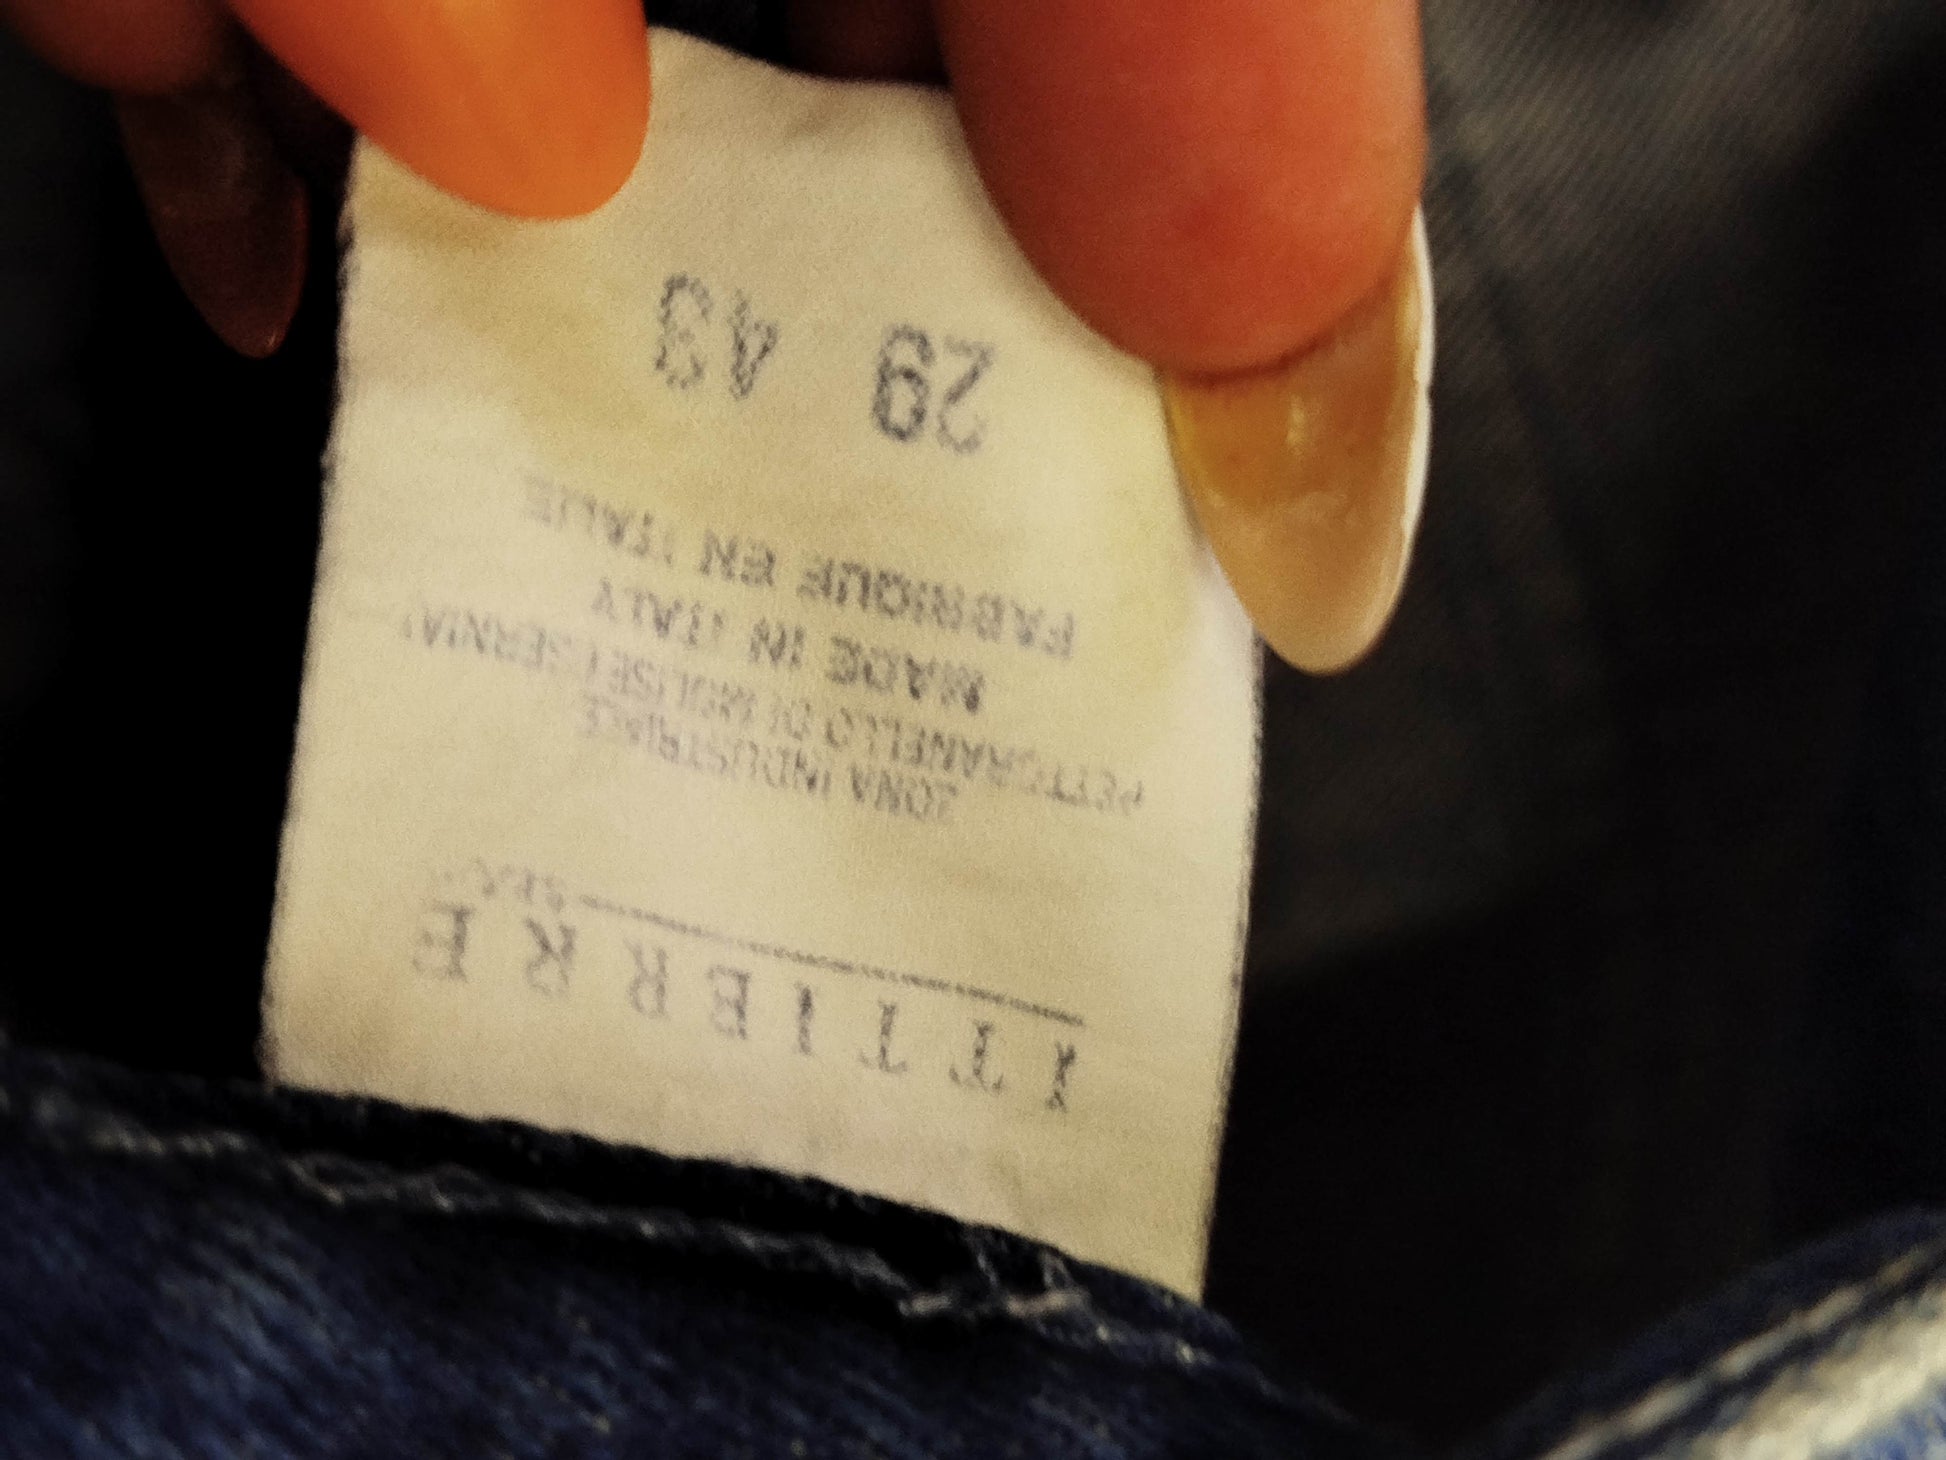 ITTIERRE
S.P.A.
ZONA INDUSTRIALE
PETTORANELLO DI MOLISE (ISERNIA)
MADE IN ITALY
FABRIQUE EN ITALIE
29 43